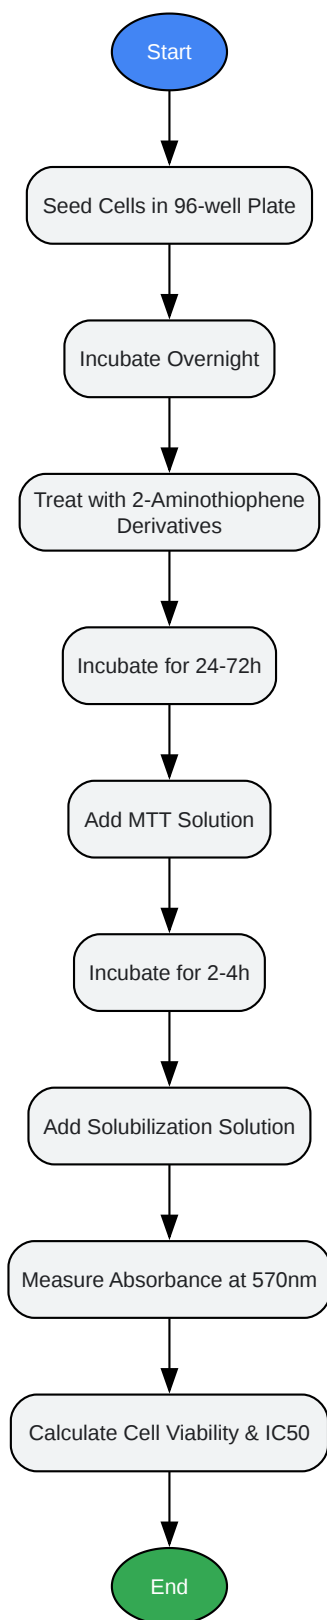 Start
Seed Cells in 96-well Plate
Incubate Overnight
Treat with 2-Aminothiophene
Derivatives
Incubate for 24-72h
Add MTT Solution
Incubate for 2-4h
Add Solubilization Solution
Measure Absorbance at 570nm
Calculate Cell Viability & IC50
End